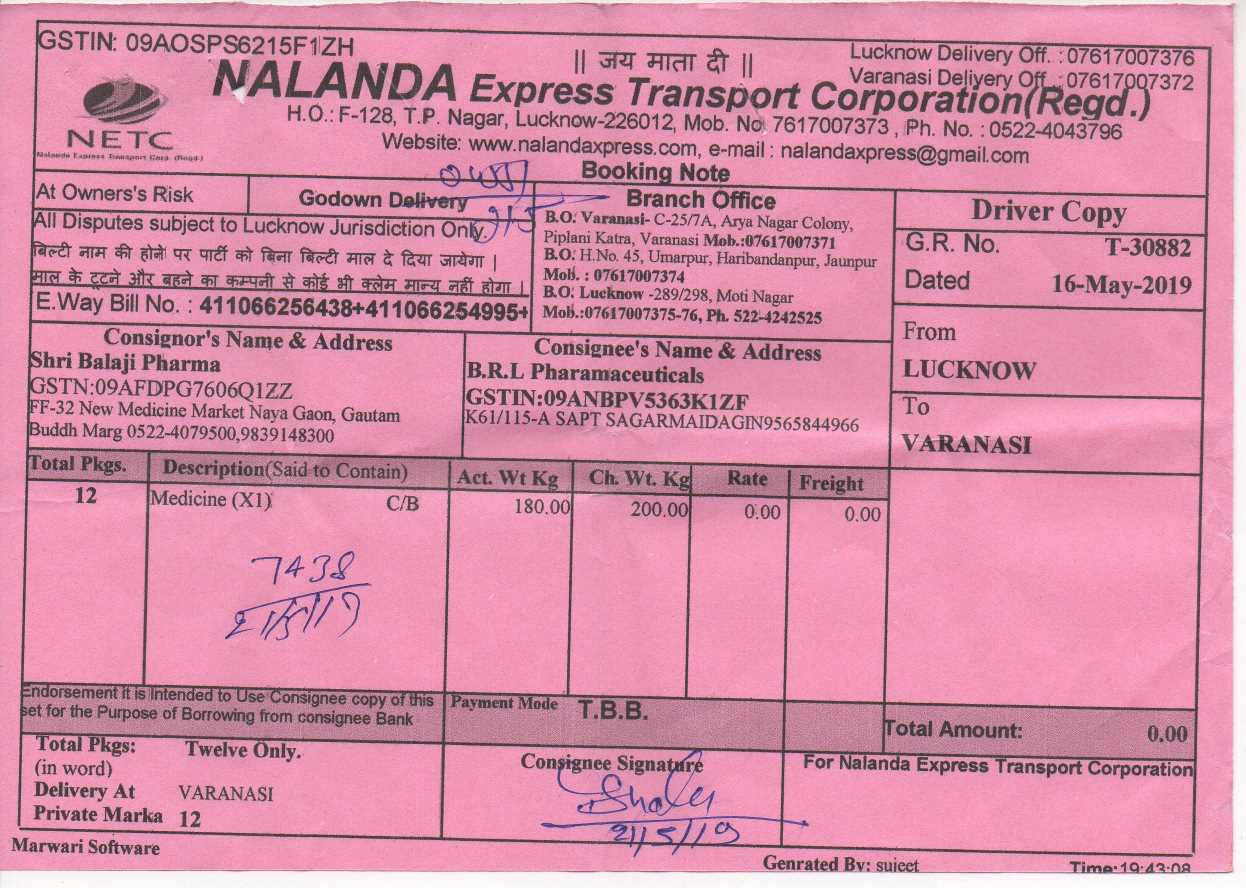 GSTIN: 09AOSPS6215F1ZH
|| जय माता दी ||
Lucknow Delivery Off. : 07617007376
Varanasi Delivery Off. : 07617007372
NALANDA Express Transport Corporation(Regd.)
NETC
Nalanda Express Transport Corp. (Regd.)
H.O.: F-128, T.P. Nagar, Lucknow-226012, Mob. No. 7617007373 , Ph. No. : 0522-4043796
Website: www.nalandaxpress.com, e-mail : nalandaxpress@gmail.com
Booking Note
At Owners's Risk
Godown Delivery
All Disputes subject to Lucknow Jurisdiction Only.
बिल्टी नाम की होने पर पार्टी को बिना बिल्टी माल दे दिया जायेगा |
माल के टूटने और बहने का कम्पनी से कोई भी क्लेम मान्य नहीं होगा |
E.Way Bill No. : 411066256438+411066254995+
Branch Office
B.O. Varanasi- C-25/7A, Arya Nagar Colony,
Piplani Katra, Varanasi Mob.:07617007371
B.O. H.No. 45, Umarpur, Haribandanpur, Jaunpur
Mob. : 07617007374
B.O. Lucknow -289/298, Moti Nagar
Mob.:07617007375-76, Ph. 522-4242525
Driver Copy
G.R. No. T-30882
Dated 16-May-2019
From
LUCKNOW
To
VARANASI
Consignor's Name & Address
Shri Balaji Pharma
GSTN:09AFDPG7606Q1ZZ
FF-32 New Medicine Market Naya Gaon, Gautam
Buddh Marg 0522-4079500,9839148300
Consignee's Name & Address
B.R.L Pharamaceuticals
GSTIN:09ANBPV5363K1ZF
K61/115-A SAPT SAGARMAIDAGIN9565844966
Total Pkgs. Description(Said to Contain) Act. Wt Kg Ch. Wt. Kg Rate Freight
12 Medicine (X1) C/B 180.00 200.00 0.00 0.00
7438
21/5/19
Endorsement it is Intended to Use Consignee copy of this
set for the Purpose of Borrowing from consignee Bank
Payment Mode T.B.B.
Total Amount: 0.00
Total Pkgs: Twelve Only.
(in word)
Delivery At VARANASI
Private Marka 12
Consignee Signature
21/5/19
For Nalanda Express Transport Corporation
Marwari Software
Genrated By: sujeet
Time:19:43:08